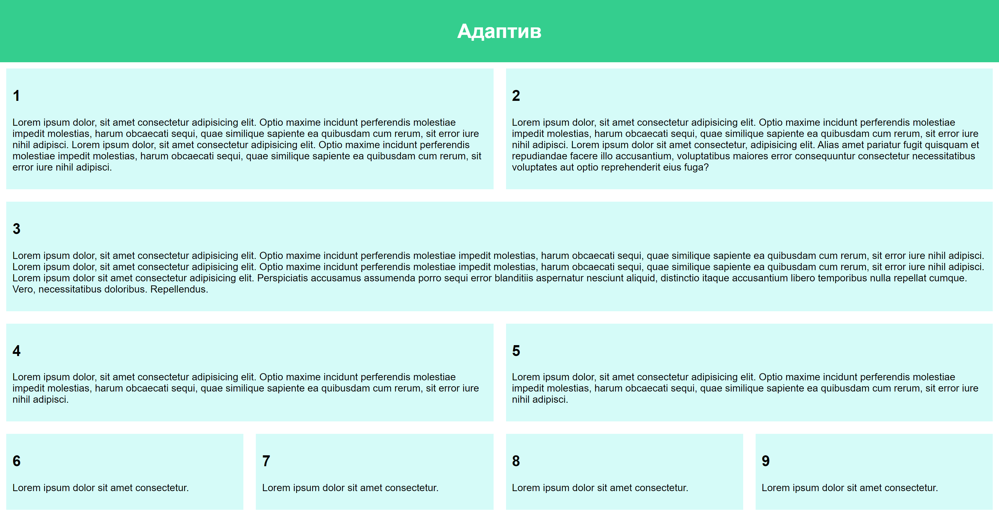 Адаптив
1
Lorem ipsum dolor, sit amet consectetur adipisicing elit. Optio maxime incidunt perferendis molestiae
impedit molestias, harum obcaecati sequi, quae similique sapiente ea quibusdam cum rerum, sit error iure
nihil adipisci. Lorem ipsum dolor, sit amet consectetur adipisicing elit. Optio maxime incidunt perferendis
molestiae impedit molestias, harum obcaecati sequi, quae similique sapiente ea quibusdam cum rerum, sit
error iure nihil adipisci.
2
Lorem ipsum dolor, sit amet consectetur adipisicing elit. Optio maxime incidunt perferendis molestiae
impedit molestias, harum obcaecati sequi, quae similique sapiente ea quibusdam cum rerum, sit error iure
nihil adipisci. Lorem ipsum dolor sit amet consectetur, adipisicing elit. Alias amet pariatur fugit quisquam et
repudiandae facere illo accusantium, voluptatibus maiores error consequuntur consectetur necessitatibus
voluptates aut optio reprehenderit eius fuga?
3
Lorem ipsum dolor, sit amet consectetur adipisicing elit. Optio maxime incidunt perferendis molestiae impedit molestias, harum obcaecati sequi, quae similique sapiente ea quibusdam cum rerum, sit error iure nihil adipisci.
Lorem ipsum dolor, sit amet consectetur adipisicing elit. Optio maxime incidunt perferendis molestiae impedit molestias, harum obcaecati sequi, quae similique sapiente ea quibusdam cum rerum, sit error iure nihil adipisci.
Lorem ipsum dolor sit amet consectetur adipisicing elit. Perspiciatis accusamus assumenda porro sequi error blanditiis aspernatur nesciunt aliquid, distinctio itaque accusantium libero temporibus nulla repellat cumque.
Vero, necessitatibus doloribus. Repellendus.
4
Lorem ipsum dolor, sit amet consectetur adipisicing elit. Optio maxime incidunt perferendis molestiae
impedit molestias, harum obcaecati sequi, quae similique sapiente ea quibusdam cum rerum, sit error iure
nihil adipisci.
5
Lorem ipsum dolor, sit amet consectetur adipisicing elit. Optio maxime incidunt perferendis molestiae
impedit molestias, harum obcaecati sequi, quae similique sapiente ea quibusdam cum rerum, sit error iure
nihil adipisci.
6
Lorem ipsum dolor sit amet consectetur.
7
Lorem ipsum dolor sit amet consectetur.
8
Lorem ipsum dolor sit amet consectetur.
9
Lorem ipsum dolor sit amet consectetur.